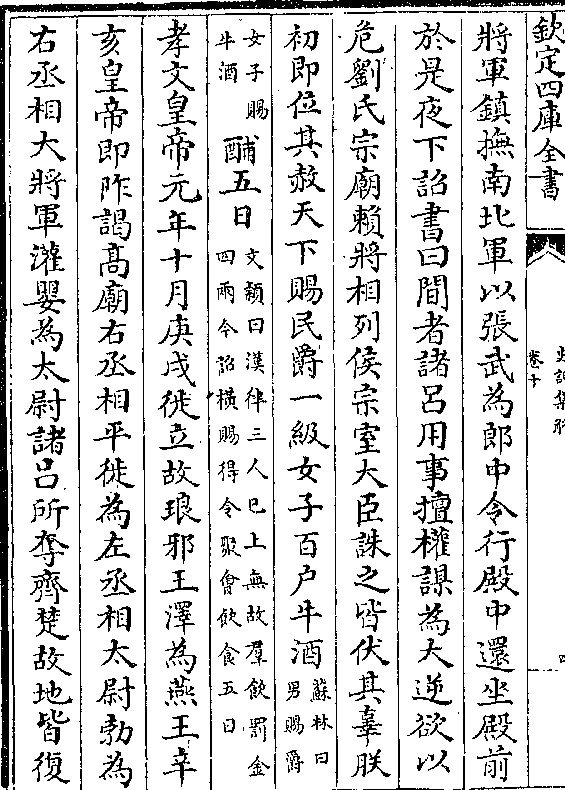 欽定四庫全書
史記集解
卷十
四
將軍鎮撫南北軍以張武為郎中令行殿中還坐殿前
於是夜下詔書曰間者諸呂用事擅權謀為大逆欲以
危劉氏宗廟賴將相列侯宗室大臣誅之皆伏其辜朕
初即位其赦天下賜民爵一級女子百户牛酒蘇林曰男賜爵
女子賜牛酒酺五日文穎曰漢律三人已上無故羣飲罰金四兩今詔橫賜得令聚會飲食五日
孝文皇帝元年十月庚戌徙立故琅邪王澤為燕王辛
亥皇帝即阼謁髙廟右丞相平徙為左丞相太尉勃為
右丞相大將軍灌嬰為太尉諸吕所奪齊楚故地皆復